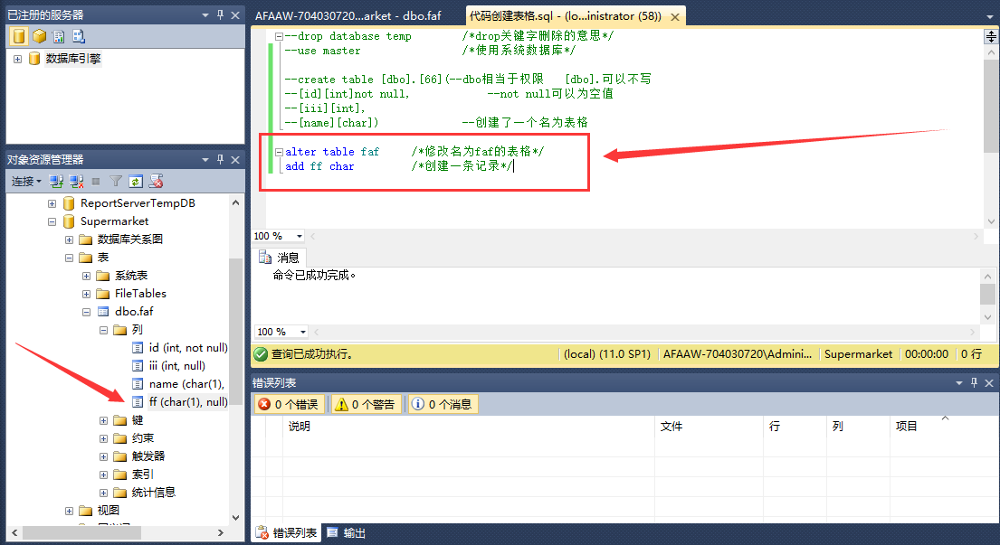 已注册的服务器
数据库引擎
对象资源管理器
连接
ReportServerTempDB
Supermarket
数据库关系图
表
系统表
FileTables
dbo.faf
列
id (int, not null)
iii (int, null)
name (char(1),
ff (char(1), null)
键
约束
触发器
索引
统计信息
视图
AFAAW-704030720...arket - dbo.faf
代码创建表格.sql - (lo...inistrator (58))
--drop database temp /*drop关键字删除的意思*/
--use master /*使用系统数据库*/
--create table [dbo].[66](--dbo相当于权限 [dbo].可以不写
--[id][int]not null, --not null可以为空值
--[iii][int],
--[name][char]) --创建了一个名为表格
alter table faf /*修改名为faf的表格*/
add ff char /*创建一条记录*/
100 %
消息
命令已成功完成。
100 %
查询已成功执行。
(local) (11.0 SP1)
AFAAW-704030720\Admini...
Supermarket
00:00:00
0 行
错误列表
0 个错误
0 个警告
0 个消息
说明
文件
行
列
项目
错误列表
输出